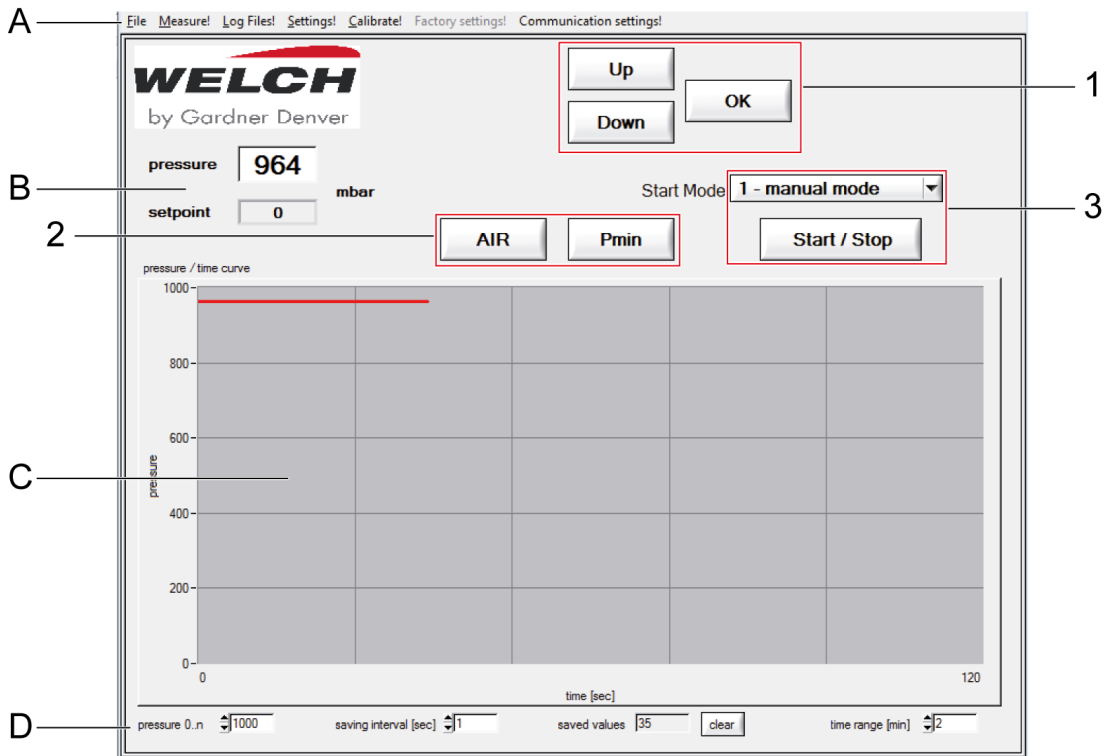 A
File Measure! Log Files! Settings! Calibrate! Factory settings! Communication settings!
WELCH
by Gardner Denver
Up
Down
OK
1
B
pressure 964
mbar
setpoint 0
Start Mode 1 - manual mode
Start / Stop
3
2
AIR Pmin
pressure / time curve
1000
800
600
400
200
0
pressure
C
0 120
time [sec]
D
pressure 0..n 1000 saving interval [sec] 1 saved values 35 clear time range [min] 2